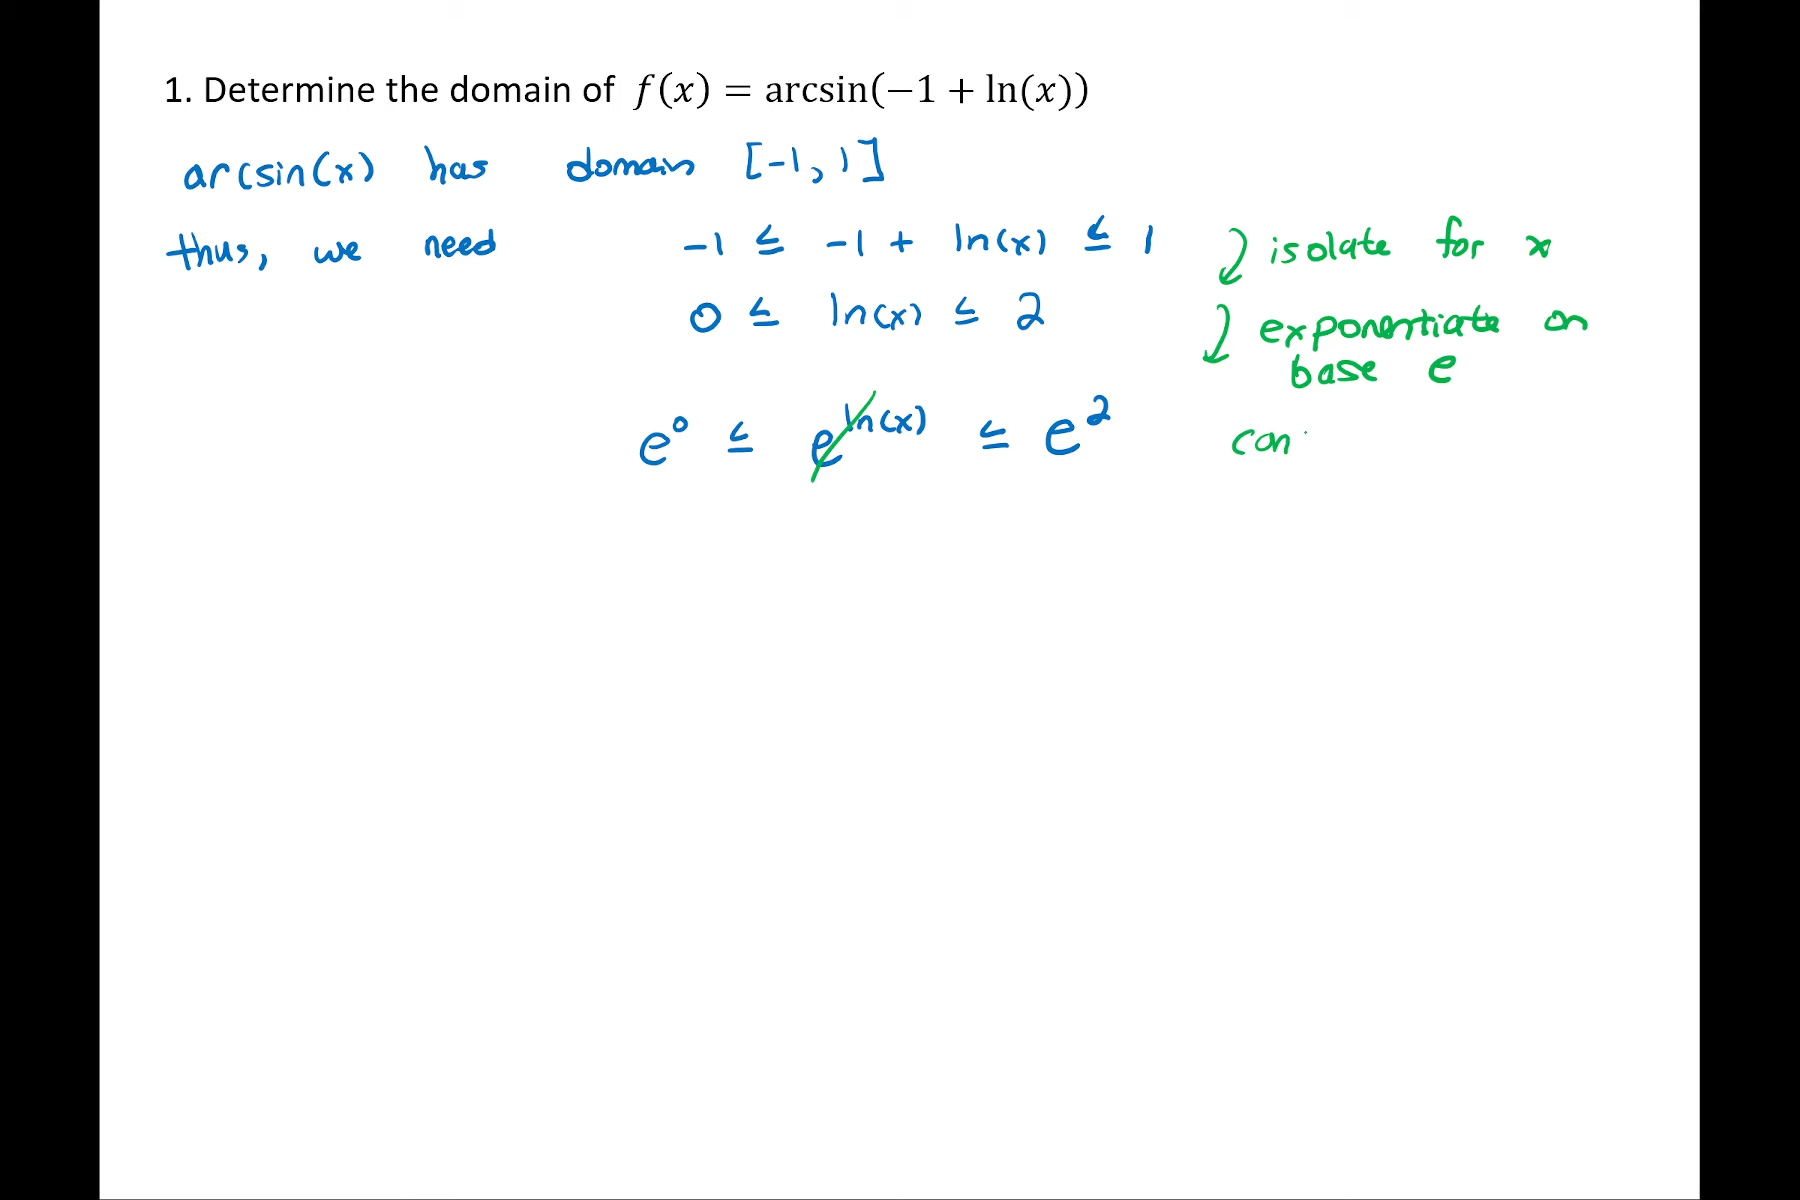 1. Determine the domain of f(x) = arcsin(−1 + ln(x))
arcsin(x) has domain [-1, 1]
thus, we need -1 ≤ -1 + ln(x) ≤ 1 isolate for x
0 ≤ ln(x) ≤ 2 exponentiate on
base e
e⁰ ≤ e^ln(x) ≤ e² can